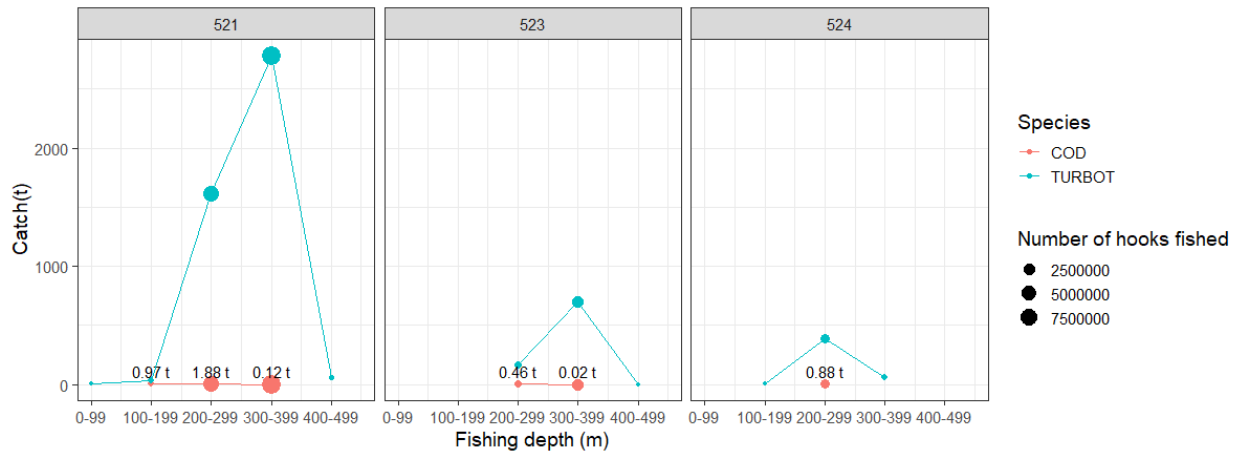 521 523 524
Catch(t)
2000
1000
0
0.97 t 1.88 t 0.12 t
0.46 t 0.02 t
0.88 t
0-99 100-199 200-299 300-399 400-499
0-99 100-199 200-299 300-399 400-499
0-99 100-199 200-299 300-399 400-499
Fishing depth (m)
Species
COD
TURBOT
Number of hooks fished
2500000
5000000
7500000